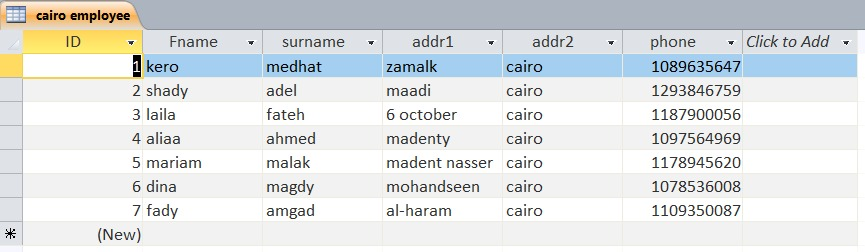 cairo employee
ID Fname surname addr1 addr2 phone Click to Add
1 kero medhat zamalk cairo 1089635647
2 shady adel maadi cairo 1293846759
3 laila fateh 6 october cairo 1187900056
4 aliaa ahmed madenty cairo 1097564969
5 mariam malak madent nasser cairo 1178945620
6 dina magdy mohandseen cairo 1078536008
7 fady amgad al-haram cairo 1109350087
(New)